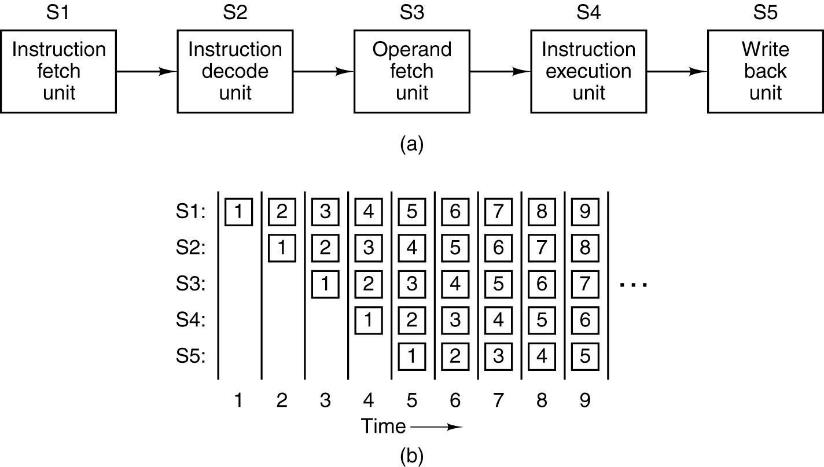 S1 S2 S3 S4 S5
Instruction fetch unit
Instruction decode unit
Operand fetch unit
Instruction execution unit
Write back unit
(a)
S1: 1 2 3 4 5 6 7 8 9
S2: 1 2 3 4 5 6 7 8
S3: 1 2 3 4 5 6 7 ...
S4: 1 2 3 4 5 6
S5: 1 2 3 4 5
1 2 3 4 5 6 7 8 9
Time
(b)